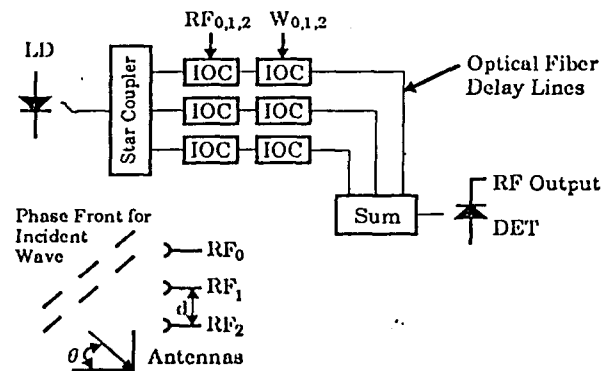 RF0,1,2 W0,1,2
LD
IOC IOC
Optical Fiber
Delay Lines
Star Coupler
IOC IOC
IOC IOC
RF Output
Sum
DET
Phase Front for
Incident
Wave
RF0
RF1
d
RF2
θ
Antennas